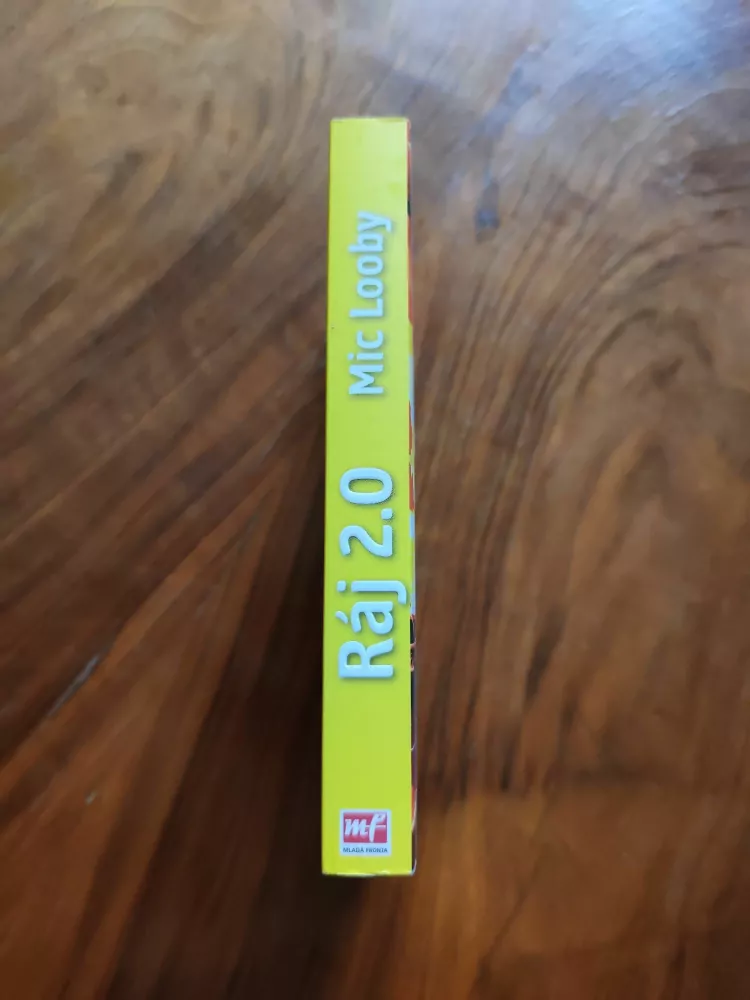 Ráj 2.0 Mic Looby
mf
MLADÁ FRONTA